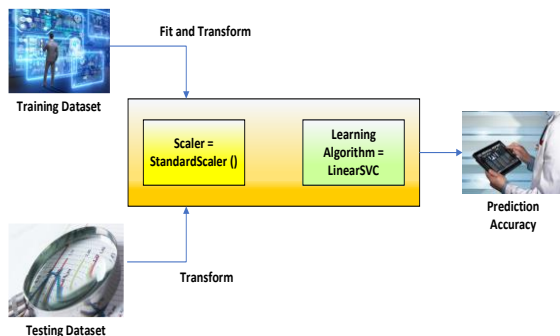 Fit and Transform
Training Dataset
Scaler =
StandardScaler ()
Learning
Algorithm =
LinearSVC
Prediction
Accuracy
Transform
Testing Dataset